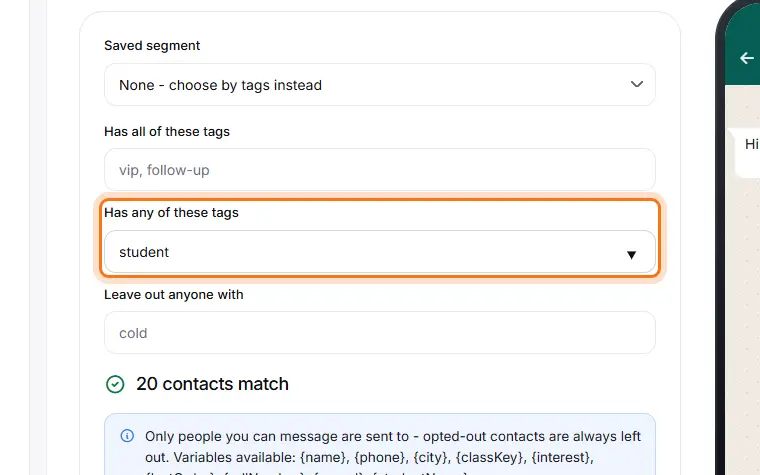 Saved segment
None - choose by tags instead
Has all of these tags
vip, follow-up
Has any of these tags
student
Leave out anyone with
cold
20 contacts match
Only people you can message are sent to - opted-out contacts are always left
out. Variables available: {name}, {phone}, {city}, {classKey}, {interest},
Hi